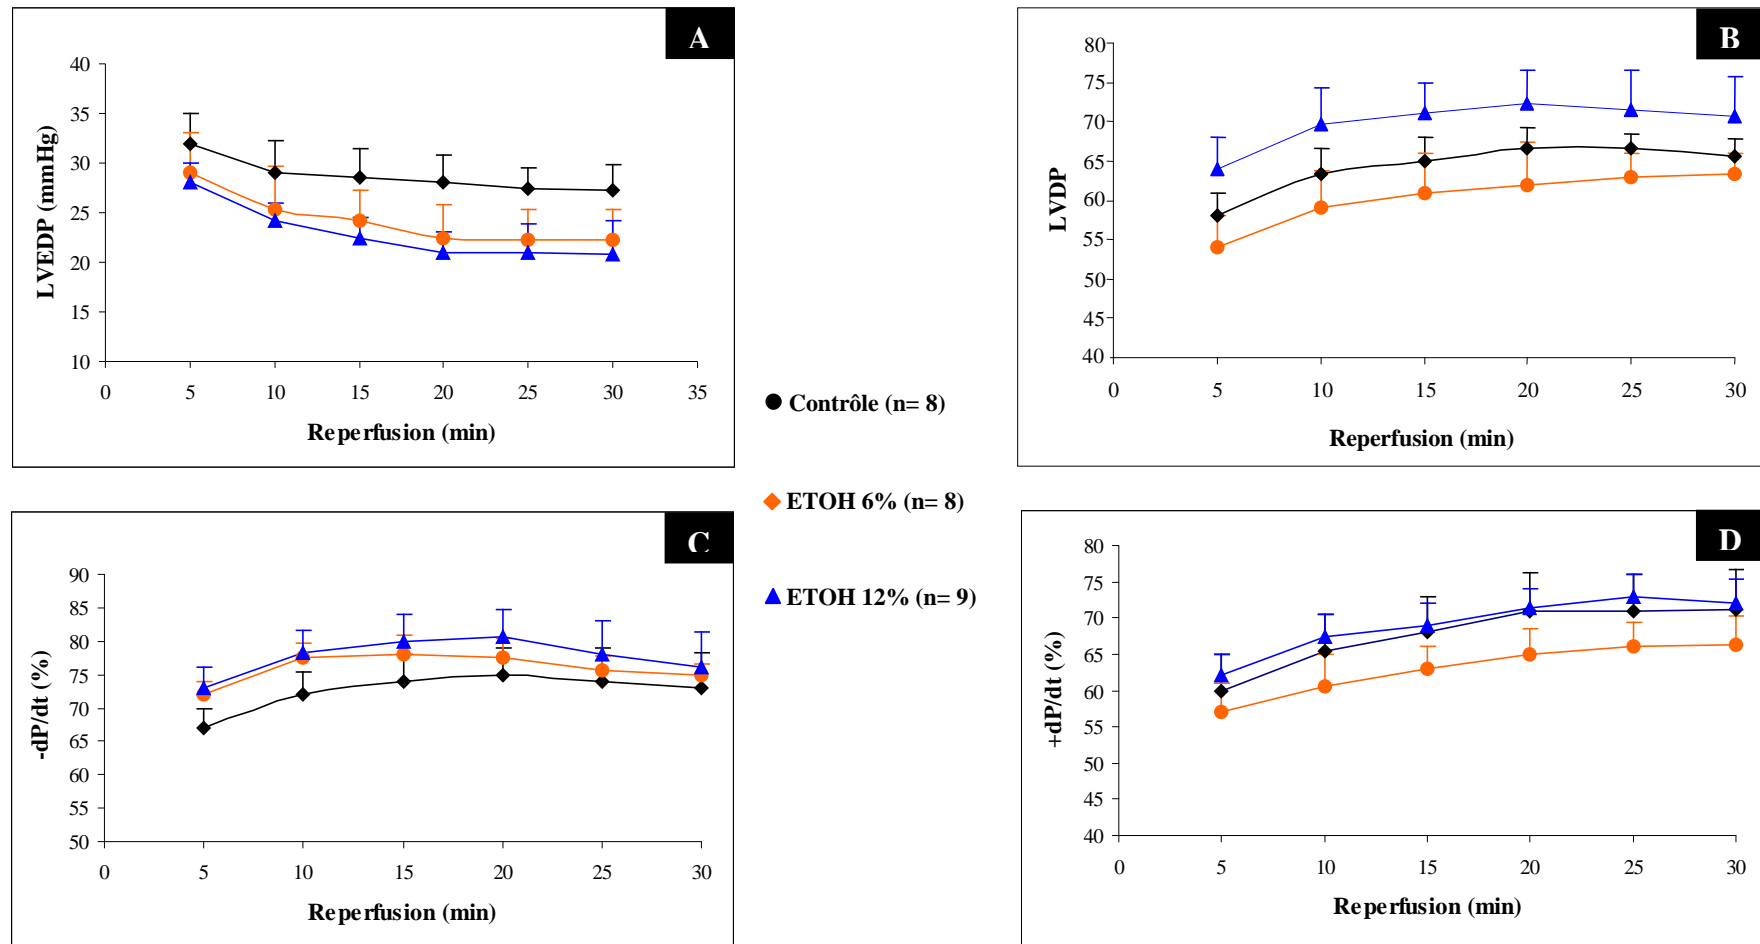 A
40
35
30
25
20
15
10
LVEDP (mmHg)
0 5 10 15 20 25 30 35
Reperfusion (min)
B
80
75
70
65
60
55
50
45
40
LVDP
0 5 10 15 20 25 30
Reperfusion (min)
Contrôle (n= 8)
ETOH 6% (n= 8)
ETOH 12% (n= 9)
C
90
85
80
75
70
65
60
55
50
-dP/dt (%)
0 5 10 15 20 25 30
Reperfusion (min)
D
80
75
70
65
60
55
50
45
40
+dP/dt (%)
0 5 10 15 20 25 30
Reperfusion (min)